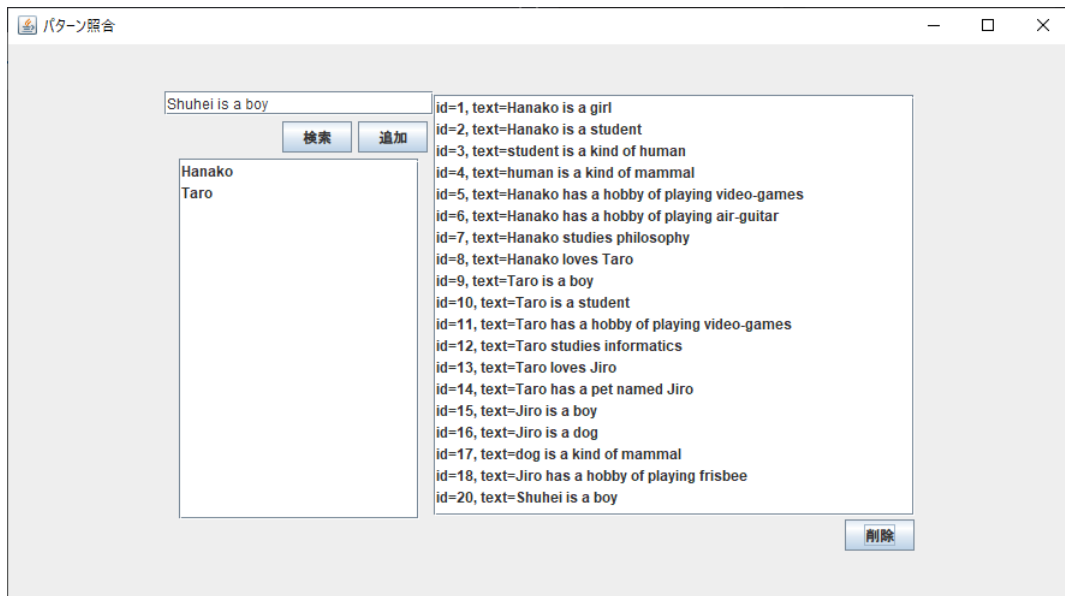 パターン照合
Shuhei is a boy
検索 追加
Hanako
Taro
id=1, text=Hanako is a girl
id=2, text=Hanako is a student
id=3, text=student is a kind of human
id=4, text=human is a kind of mammal
id=5, text=Hanako has a hobby of playing video-games
id=6, text=Hanako has a hobby of playing air-guitar
id=7, text=Hanako studies philosophy
id=8, text=Hanako loves Taro
id=9, text=Taro is a boy
id=10, text=Taro is a student
id=11, text=Taro has a hobby of playing video-games
id=12, text=Taro studies informatics
id=13, text=Taro loves Jiro
id=14, text=Taro has a pet named Jiro
id=15, text=Jiro is a boy
id=16, text=Jiro is a dog
id=17, text=dog is a kind of mammal
id=18, text=Jiro has a hobby of playing frisbee
id=20, text=Shuhei is a boy
削除